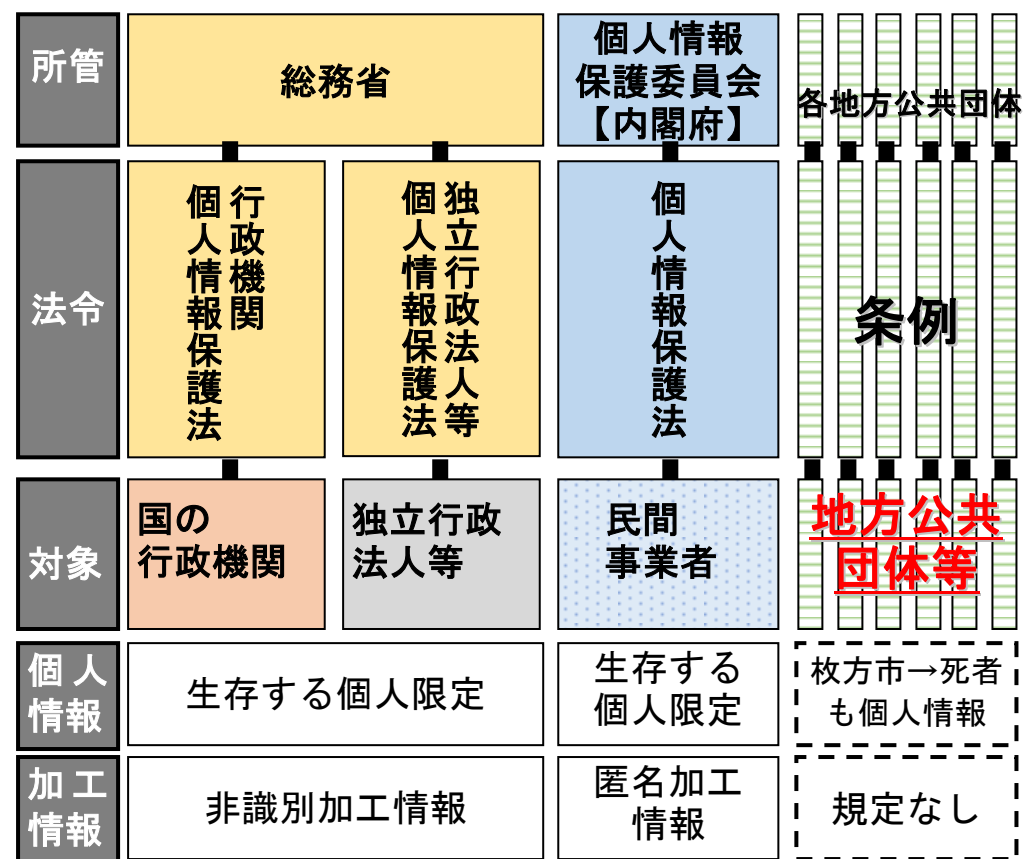 所管
総務省
個人情報
保護委員会
【内閣府】
各地方公共団体
法令
行政機関
個人情報保護法
独立行政法人等
個人情報保護法
個人情報保護法
条例
対象
国の
行政機関
独立行政
法人等
民間
事業者
地方公共
団体等
個人
情報
生存する個人限定
生存する
個人限定
枚方市→死者
も個人情報
加工
情報
非識別加工情報
匿名加工
情報
規定なし